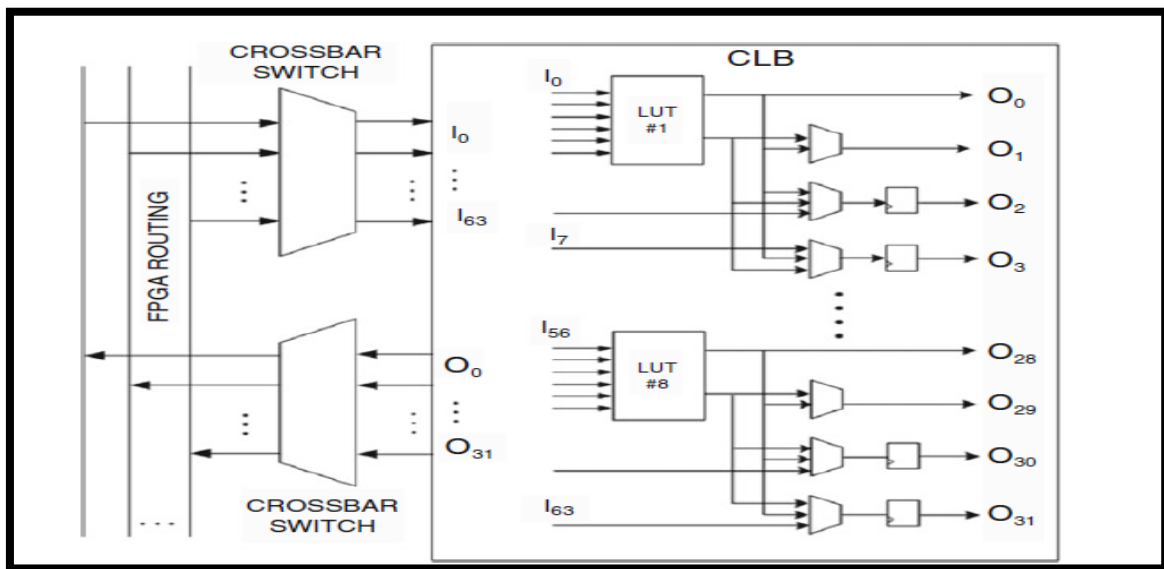 CROSSBAR
SWITCH
CLB
I₀
LUT
#1
O₀
I₀
O₁
⋮
I₆₃
O₂
I₇
O₃
FPGA ROUTING
I₅₆
LUT
#8
O₂₈
O₀
O₂₉
O₃₁
O₃₀
CROSSBAR
SWITCH
I₆₃
O₃₁